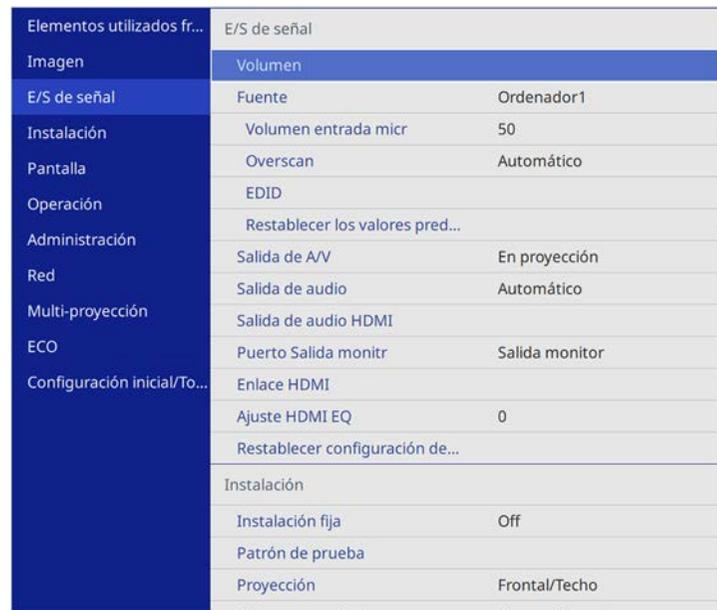 Elementos utilizados fr...
Imagen
E/S de señal
Instalación
Pantalla
Operación
Administración
Red
Multi-proyección
ECO
Configuración inicial/To...
E/S de señal
Volumen
Fuente Ordenador1
Volumen entrada micr 50
Overscan Automático
EDID
Restablecer los valores pred...
Salida de A/V En proyección
Salida de audio Automático
Salida de audio HDMI
Puerto Salida monitr Salida monitor
Enlace HDMI
Ajuste HDMI EQ 0
Restablecer configuración de...
Instalación
Instalación fija Off
Patrón de prueba
Proyección Frontal/Techo